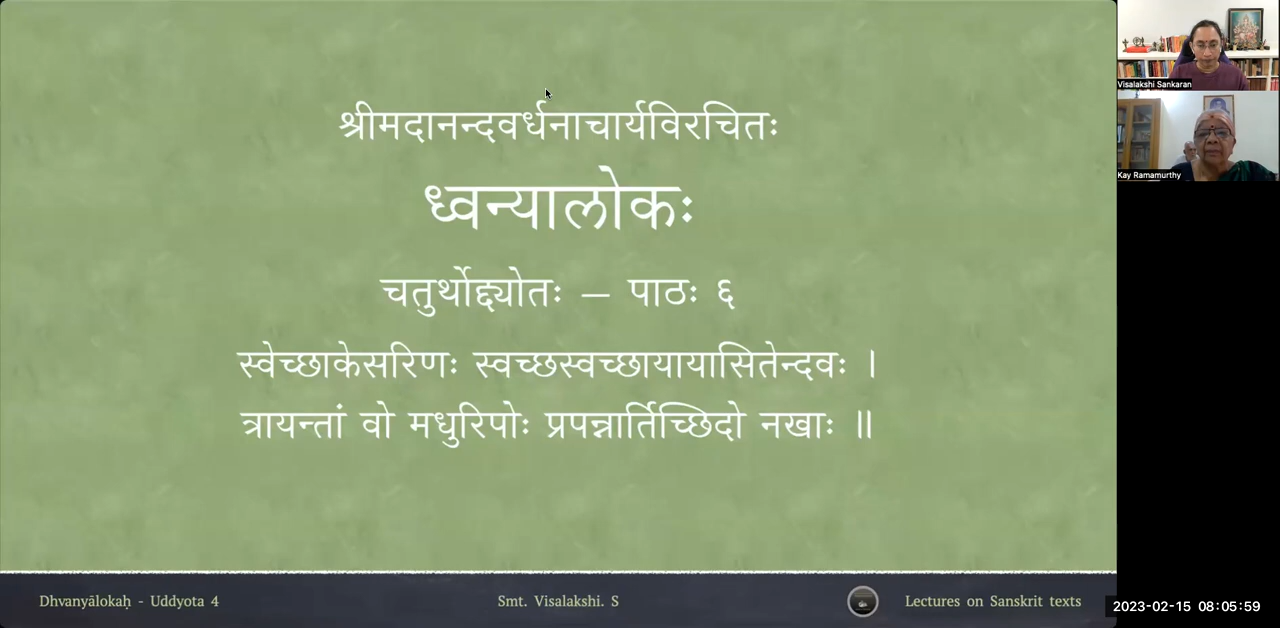 श्रीमदानन्दवर्धनाचार्यविरचितः
ध्वन्यालोकः
चतुर्थोद्द्योतः – पाठः ६
स्वेच्छाकेसरिणः स्वच्छस्वच्छायायासितेन्दवः ।
त्रायन्तां वो मधुरिपोः प्रपन्नार्तिच्छिदो नखाः ॥
Dhvanyālokaḥ - Uddyota 4
Smt. Visalakshi. S
Lectures on Sanskrit texts
Visalakshi Sankaran
Kay Ramamurthy
2023-02-15 08:05:59